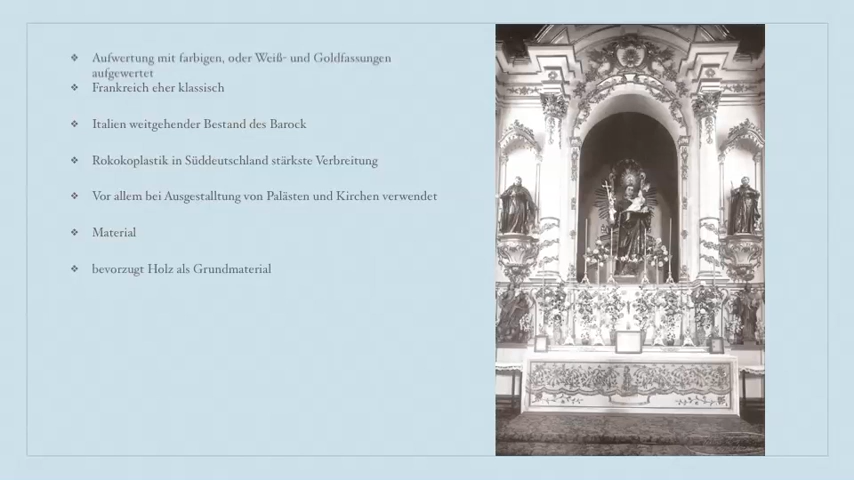 Aufwertung mit farbigen, oder Weiß- und Goldfassungen
aufgewertet
Frankreich eher klassisch
Italien weitgehender Bestand des Barock
Rokokoplastik in Süddeutschland stärkste Verbreitung
Vor allem bei Ausgestalltung von Palästen und Kirchen verwendet
Material
bevorzugt Holz als Grundmaterial